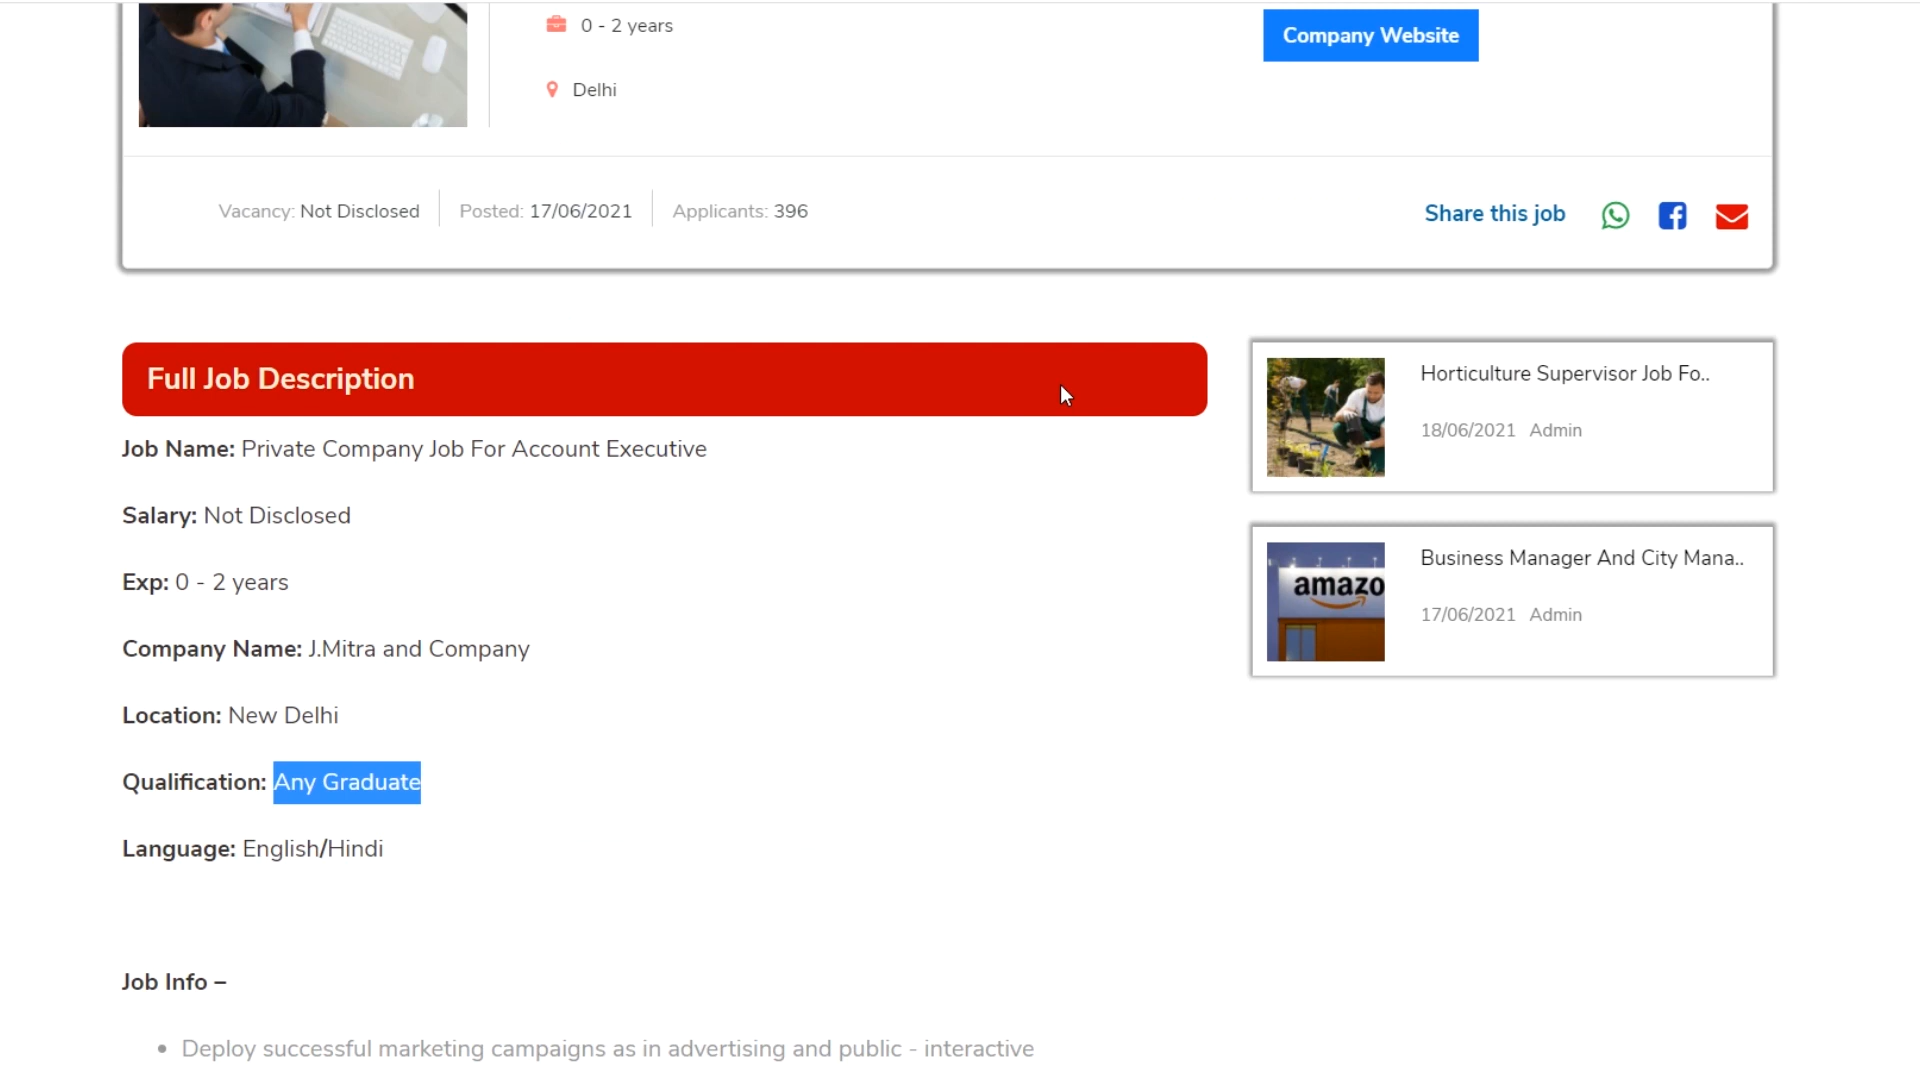 0 - 2 years
Company Website
Delhi
Vacancy: Not Disclosed
Posted: 17/06/2021
Applicants: 396
Share this job
Full Job Description
Job Name: Private Company Job For Account Executive
Salary: Not Disclosed
Exp: 0 - 2 years
Company Name: J.Mitra and Company
Location: New Delhi
Qualification: Any Graduate
Language: English/Hindi
Job Info –
• Deploy successful marketing campaigns as in advertising and public - interactive
Horticulture Supervisor Job Fo..
18/06/2021 Admin
amazo
Business Manager And City Mana..
17/06/2021 Admin